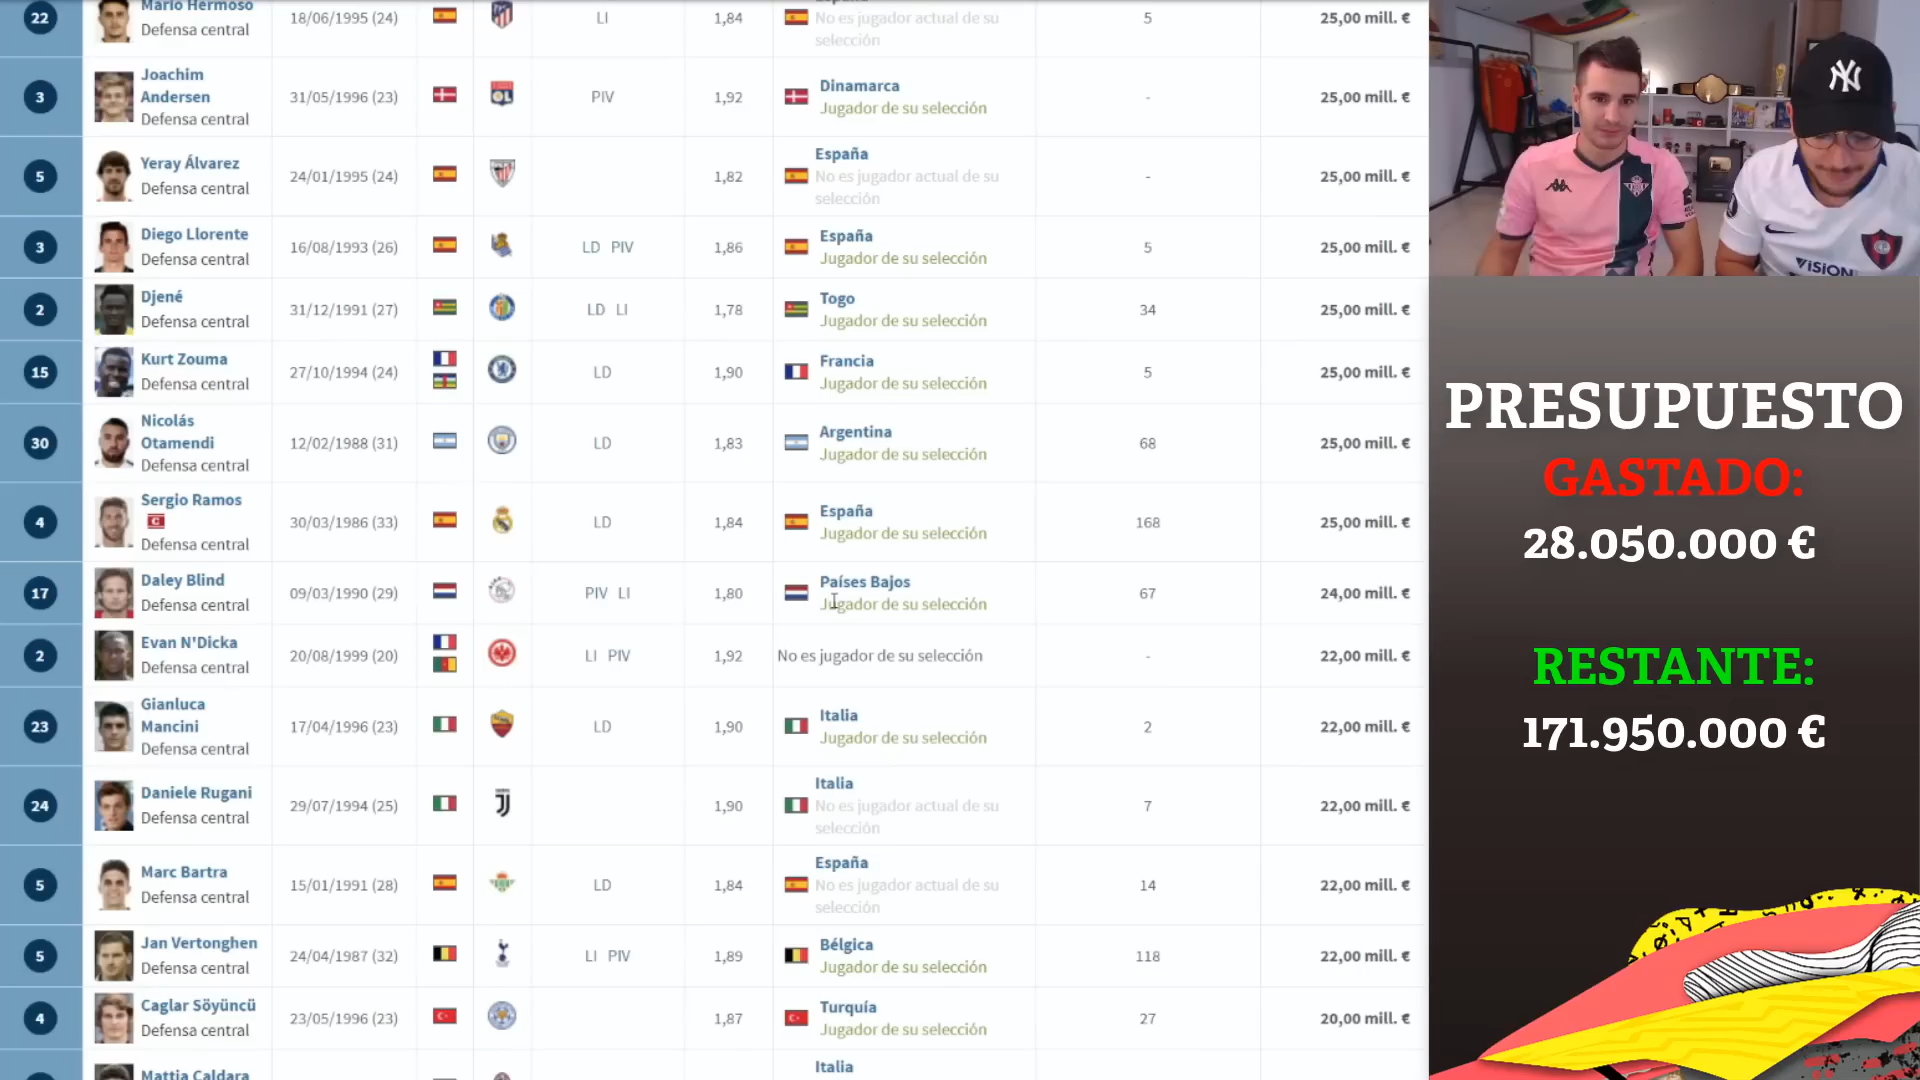 22
Mario Hermoso
Defensa central
18/06/1995 (24)
LI
1,84
España
No es jugador actual de su
selección
5
25,00 mill. €
3
Joachim
Andersen
Defensa central
31/05/1996 (23)
PIV
1,92
Dinamarca
Jugador de su selección
-
25,00 mill. €
5
Yeray Álvarez
Defensa central
24/01/1995 (24)
1,82
España
No es jugador actual de su
selección
-
25,00 mill. €
3
Diego Llorente
Defensa central
16/08/1993 (26)
LD PIV
1,86
España
Jugador de su selección
5
25,00 mill. €
2
Djené
Defensa central
31/12/1991 (27)
LD LI
1,78
Togo
Jugador de su selección
34
25,00 mill. €
15
Kurt Zouma
Defensa central
27/10/1994 (24)
LD
1,90
Francia
Jugador de su selección
5
25,00 mill. €
30
Nicolás
Otamendi
Defensa central
12/02/1988 (31)
LD
1,83
Argentina
Jugador de su selección
68
25,00 mill. €
4
Sergio Ramos
C
Defensa central
30/03/1986 (33)
LD
1,84
España
Jugador de su selección
168
25,00 mill. €
17
Daley Blind
Defensa central
09/03/1990 (29)
PIV LI
1,80
Países Bajos
Jugador de su selección
67
24,00 mill. €
2
Evan N'Dicka
Defensa central
20/08/1999 (20)
LI PIV
1,92
No es jugador de su selección
-
22,00 mill. €
23
Gianluca
Mancini
Defensa central
17/04/1996 (23)
LD
1,90
Italia
Jugador de su selección
2
22,00 mill. €
24
Daniele Rugani
Defensa central
29/07/1994 (25)
1,90
Italia
No es jugador actual de su
selección
7
22,00 mill. €
5
Marc Bartra
Defensa central
15/01/1991 (28)
LD
1,84
España
No es jugador actual de su
selección
14
22,00 mill. €
5
Jan Vertonghen
Defensa central
24/04/1987 (32)
LI PIV
1,89
Bélgica
Jugador de su selección
118
22,00 mill. €
4
Caglar Söyüncü
Defensa central
23/05/1996 (23)
1,87
Turquía
Jugador de su selección
27
20,00 mill. €
Mattia Caldara
Italia
NY
VISION
PRESUPUESTO
GASTADO:
28.050.000 €
RESTANTE:
171.950.000 €